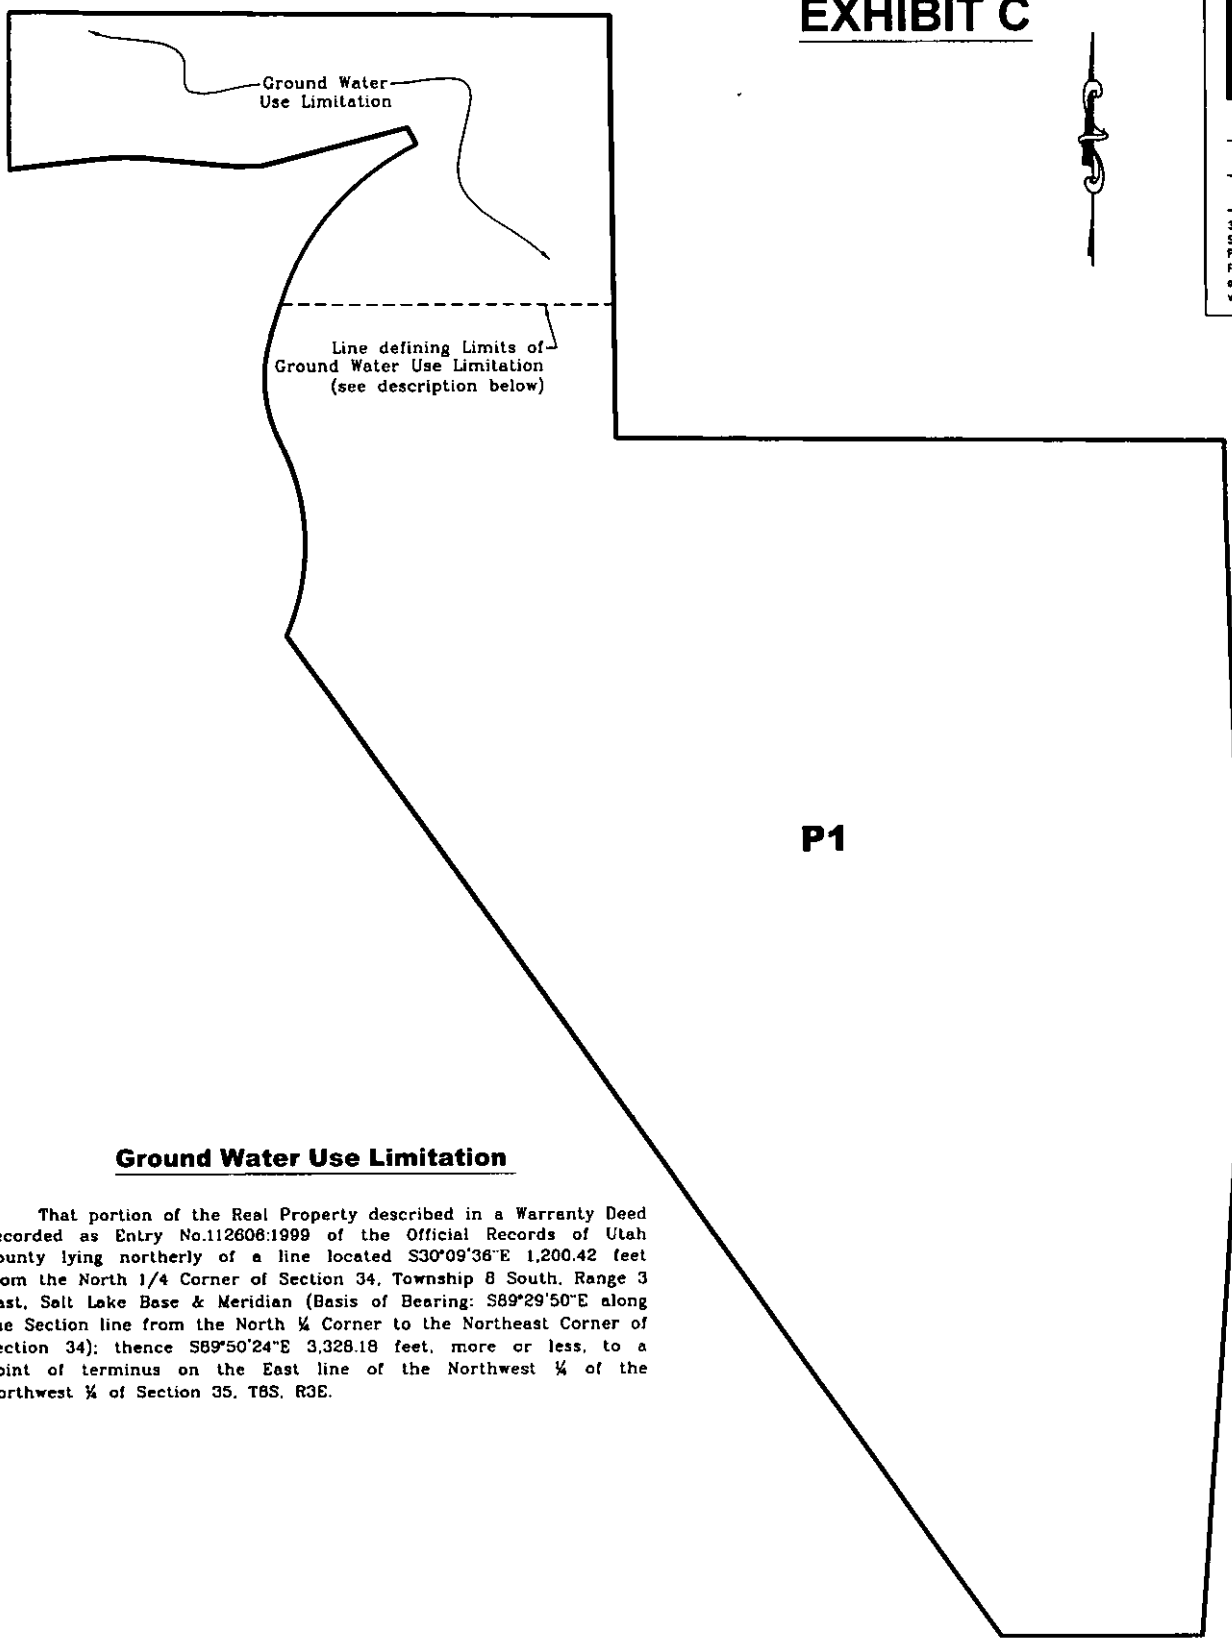 EXHIBIT C
Ground Water
Use Limitation
Line defining Limits of
Ground Water Use Limitation
(see description below)
P1
Ground Water Use Limitation
That portion of the Real Property described in a Warranty Deed
ecorded as Entry No.112606:1999 of the Official Records of Utah
ounty lying northerly of a line located S30°09'36"E 1,200.42 feet
om the North 1/4 Corner of Section 34, Township 8 South, Range 3
ast, Salt Lake Base & Meridian (Basis of Bearing: S89°29'50"E along
e Section line from the North ¼ Corner to the Northeast Corner of
ection 34); thence S89°50'24"E 3,328.18 feet, more or less, to a
oint of terminus on the East line of the Northwest ¼ of the
orthwest ¼ of Section 35, T8S, R3E.